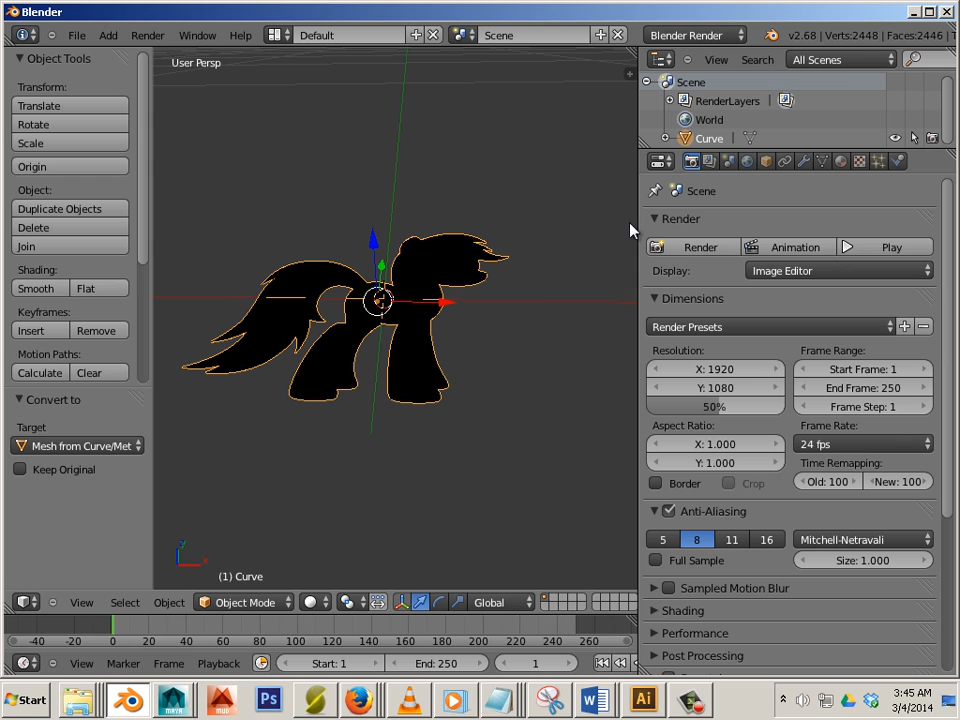 Blender
File Add Render Window Help Default Scene Blender Render v2.68 | Verts:2448 | Faces:2446 | T
Object Tools
Transform:
Translate
Rotate
Scale
Origin
Object:
Duplicate Objects
Delete
Join
Shading:
Smooth Flat
Keyframes:
Insert Remove
Motion Paths:
Calculate Clear
Convert to
Target
Mesh from Curve/Met
Keep Original
User Persp
y
x
(1) Curve
View Select Object Object Mode Global
-40 -20 0 20 40 60 80 100 120 140 160 180 200 220 240 260
View Marker Frame Playback Start: 1 End: 250 1
View Search All Scenes
Scene
RenderLayers |
World
Curve |
Scene
Render
Render Animation Play
Display: Image Editor
Dimensions
Render Presets
Resolution: Frame Range:
X: 1920 Start Frame: 1
Y: 1080 End Frame: 250
50% Frame Step: 1
Aspect Ratio: Frame Rate:
X: 1.000 24 fps
Y: 1.000 Time Remapping:
Border Crop Old: 100 New: 100
Anti-Aliasing
5 8 11 16 Mitchell-Netravali
Full Sample Size: 1.000
Sampled Motion Blur
Shading
Performance
Post Processing
Start MAYA MUD Ps W Ai 3:45 AM
3/4/2014